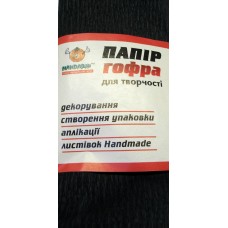 ПАПІР
гофра
для творчості
декорування
створення упаковки
аплікації
листівок Handmade